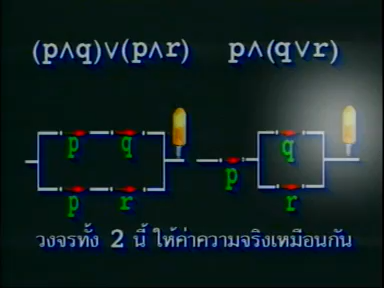 (p∧q)∨(p∧r) p∧(q∨r)
p q q
p
p r r
วงจรทั้ง 2 นี้ ให้ค่าความจริงเหมือนกัน